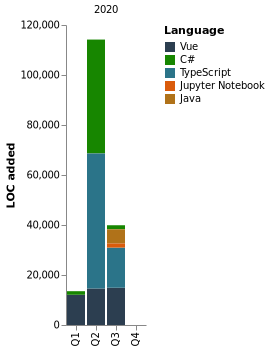 2020
120,000
100,000
80,000
60,000
40,000
20,000
0
LOC added
Q1
Q2
Q3
Q4
Language
Vue
C#
TypeScript
Jupyter Notebook
Java